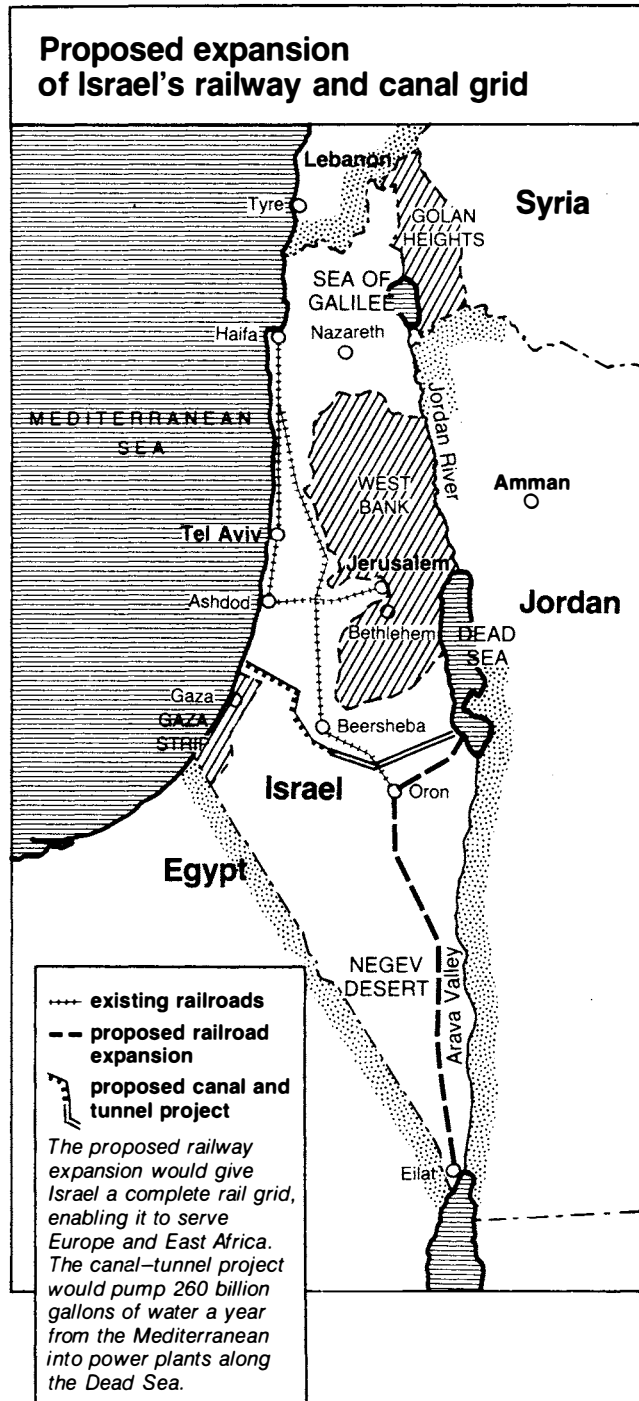 Proposed expansion
of Israel's railway and canal grid
Lebanon
Tyre
Syria
GOLAN
HEIGHTS
SEA OF
GALILEE
Haifa
Nazareth
Jordan River
MEDITERRANEAN
SEA
WEST
BANK
Amman
Tel Aviv
Jerusalem
Ashdod
Jordan
Bethlehem
DEAD
SEA
Gaza
GAZA
STRIP
Beersheba
Israel
Oron
Egypt
NEGEV
DESERT
Arava Valley
Eilat
existing railroads
proposed railroad
expansion
proposed canal and
tunnel project
The proposed railway
expansion would give
Israel a complete rail grid,
enabling it to serve
Europe and East Africa.
The canal–tunnel project
would pump 260 billion
gallons of water a year
from the Mediterranean
into power plants along
the Dead Sea.